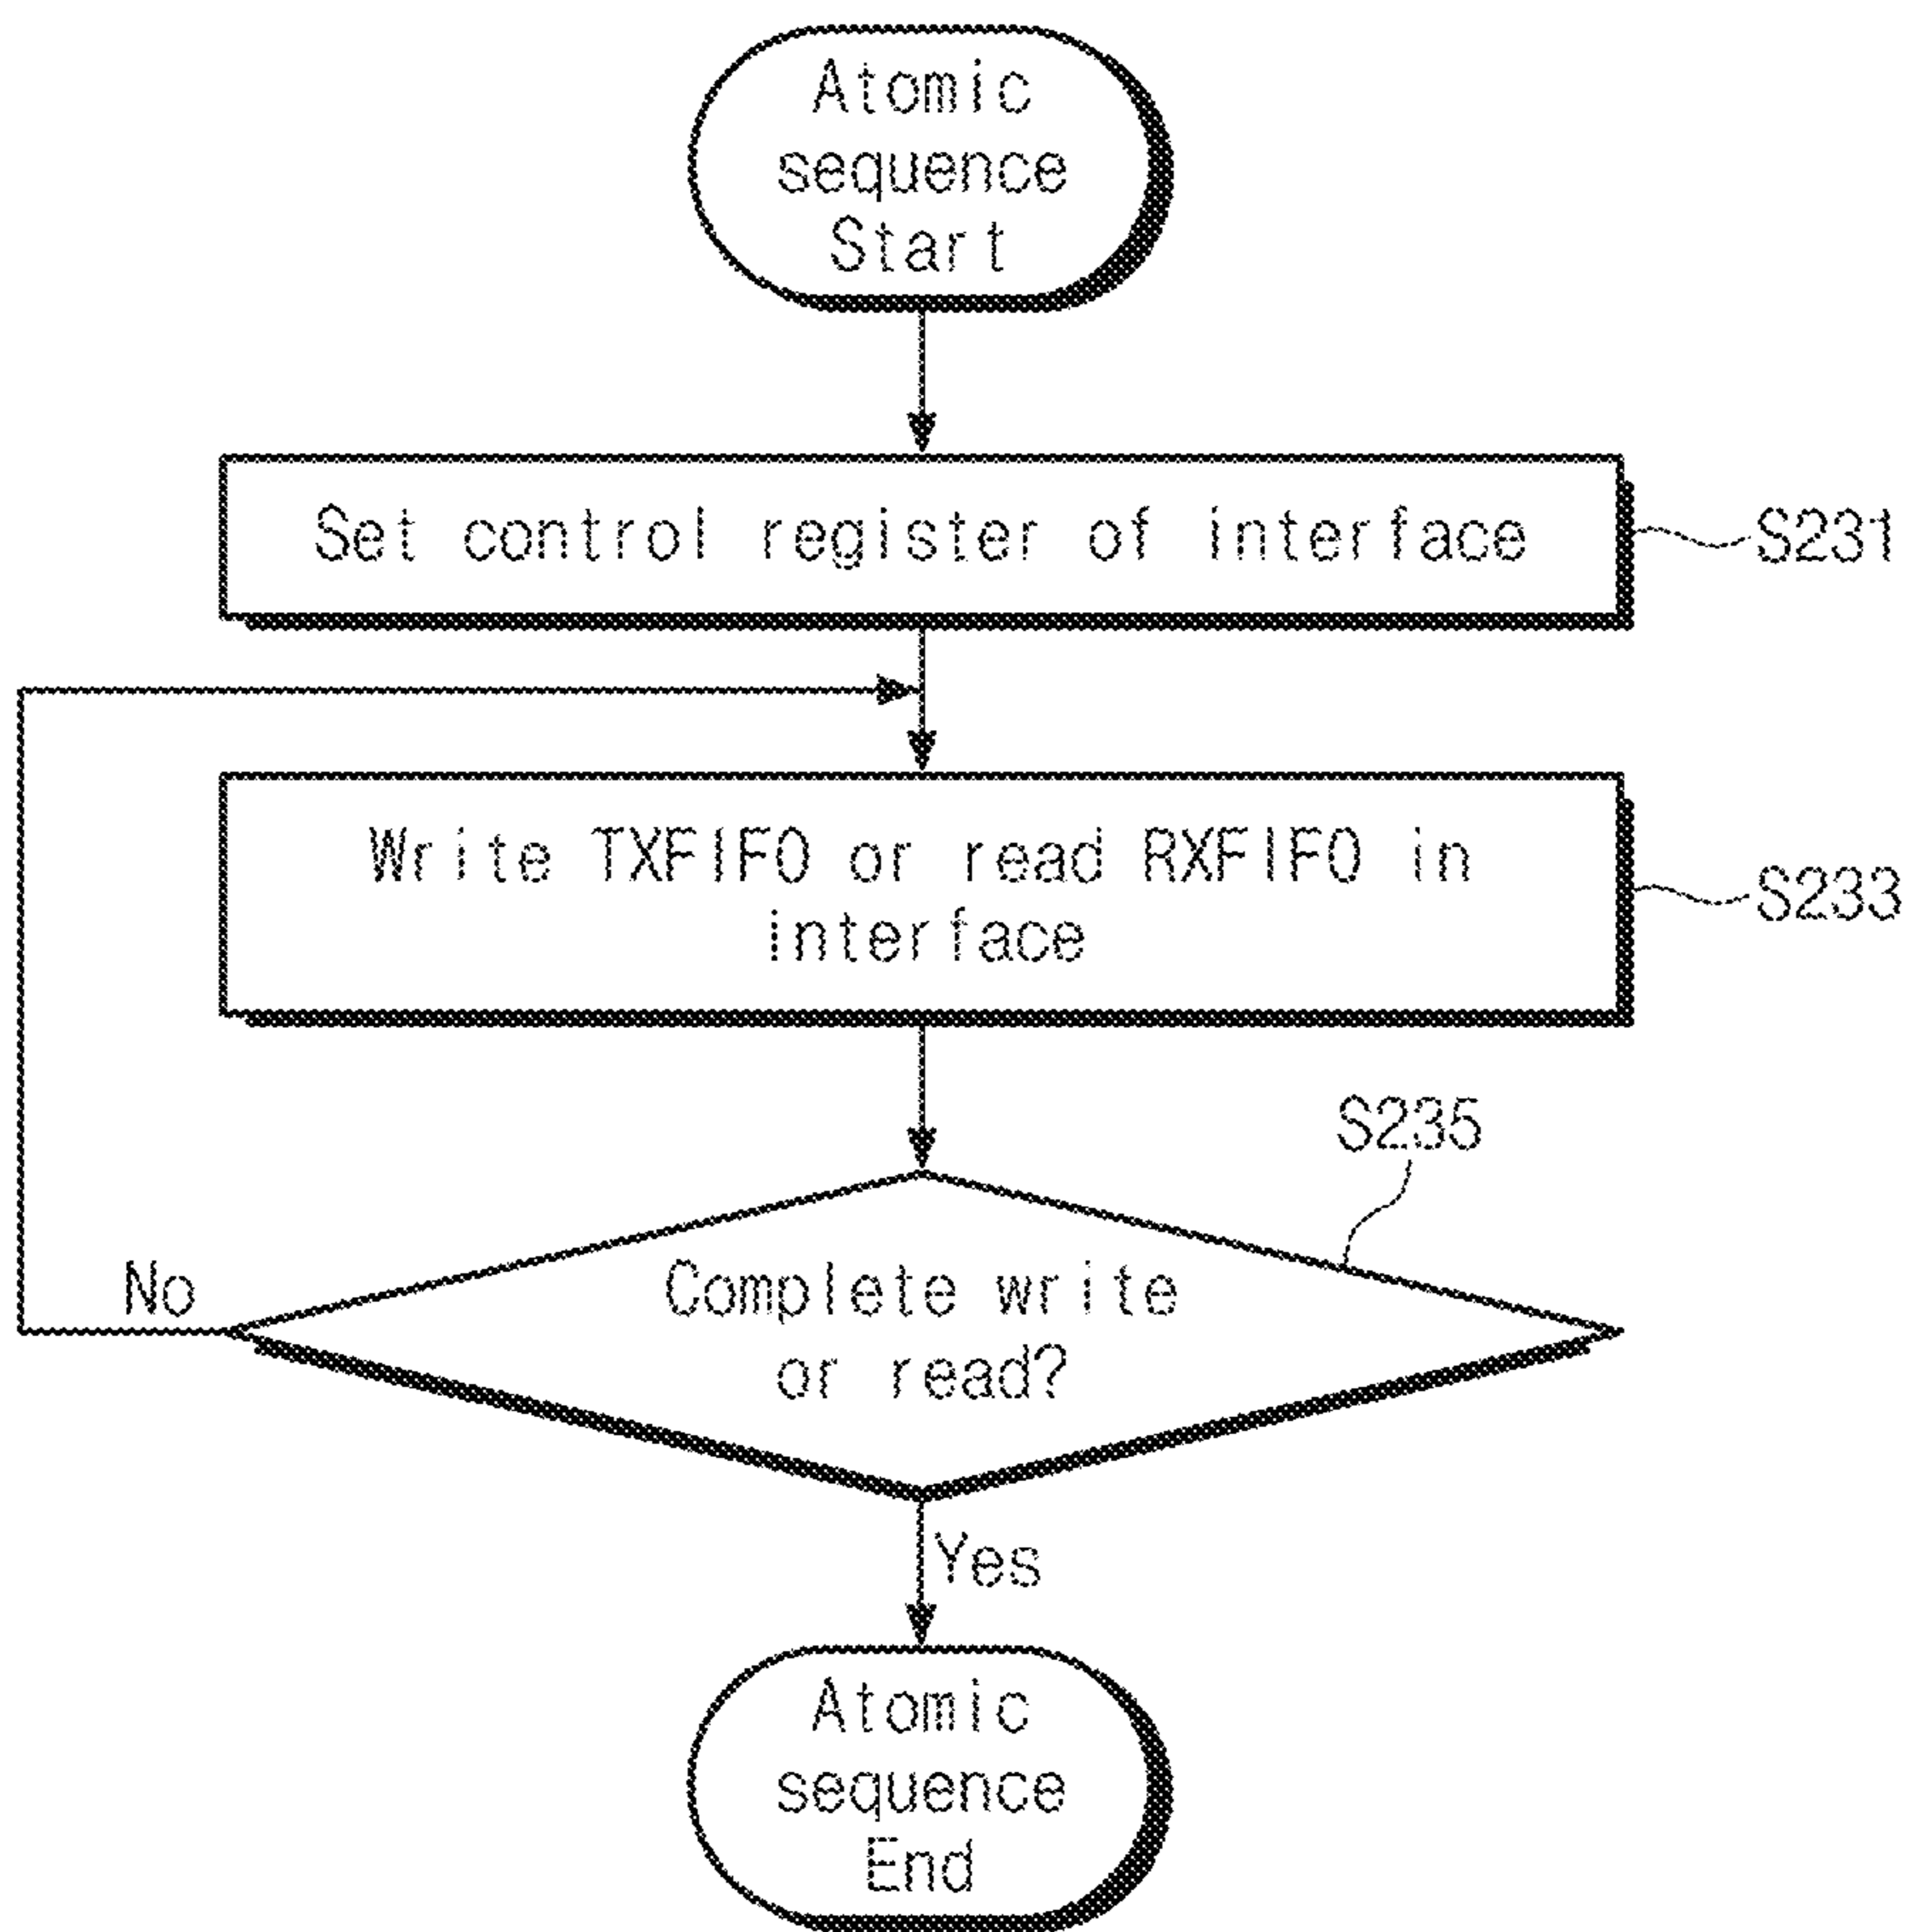 Atomic
sequence
Start
Set control register of interface
S231
Write TXFIFO or read RXFIFO in
interface
S233
S235
Complete write
or read?
No
Yes
Atomic
sequence
End